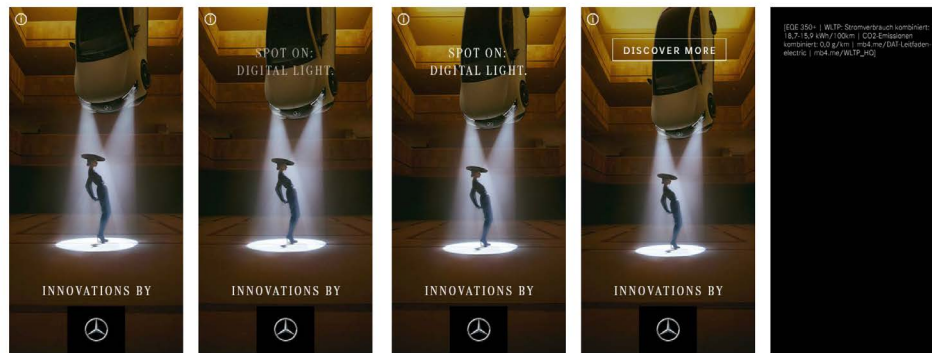 INNOVATIONS BY
SPOT ON:
DIGITAL LIGHT.
INNOVATIONS BY
SPOT ON:
DIGITAL LIGHT.
INNOVATIONS BY
DISCOVER MORE
INNOVATIONS BY
[EQE 350+ | WLTP: Stromverbrauch kombiniert:
18,7-15,9 kWh/100km | CO2-Emissionen
kombiniert: 0,0 g/km | mb4.me/DAT-Leitfaden-
electric | mb4.me/WLTP_HQ]